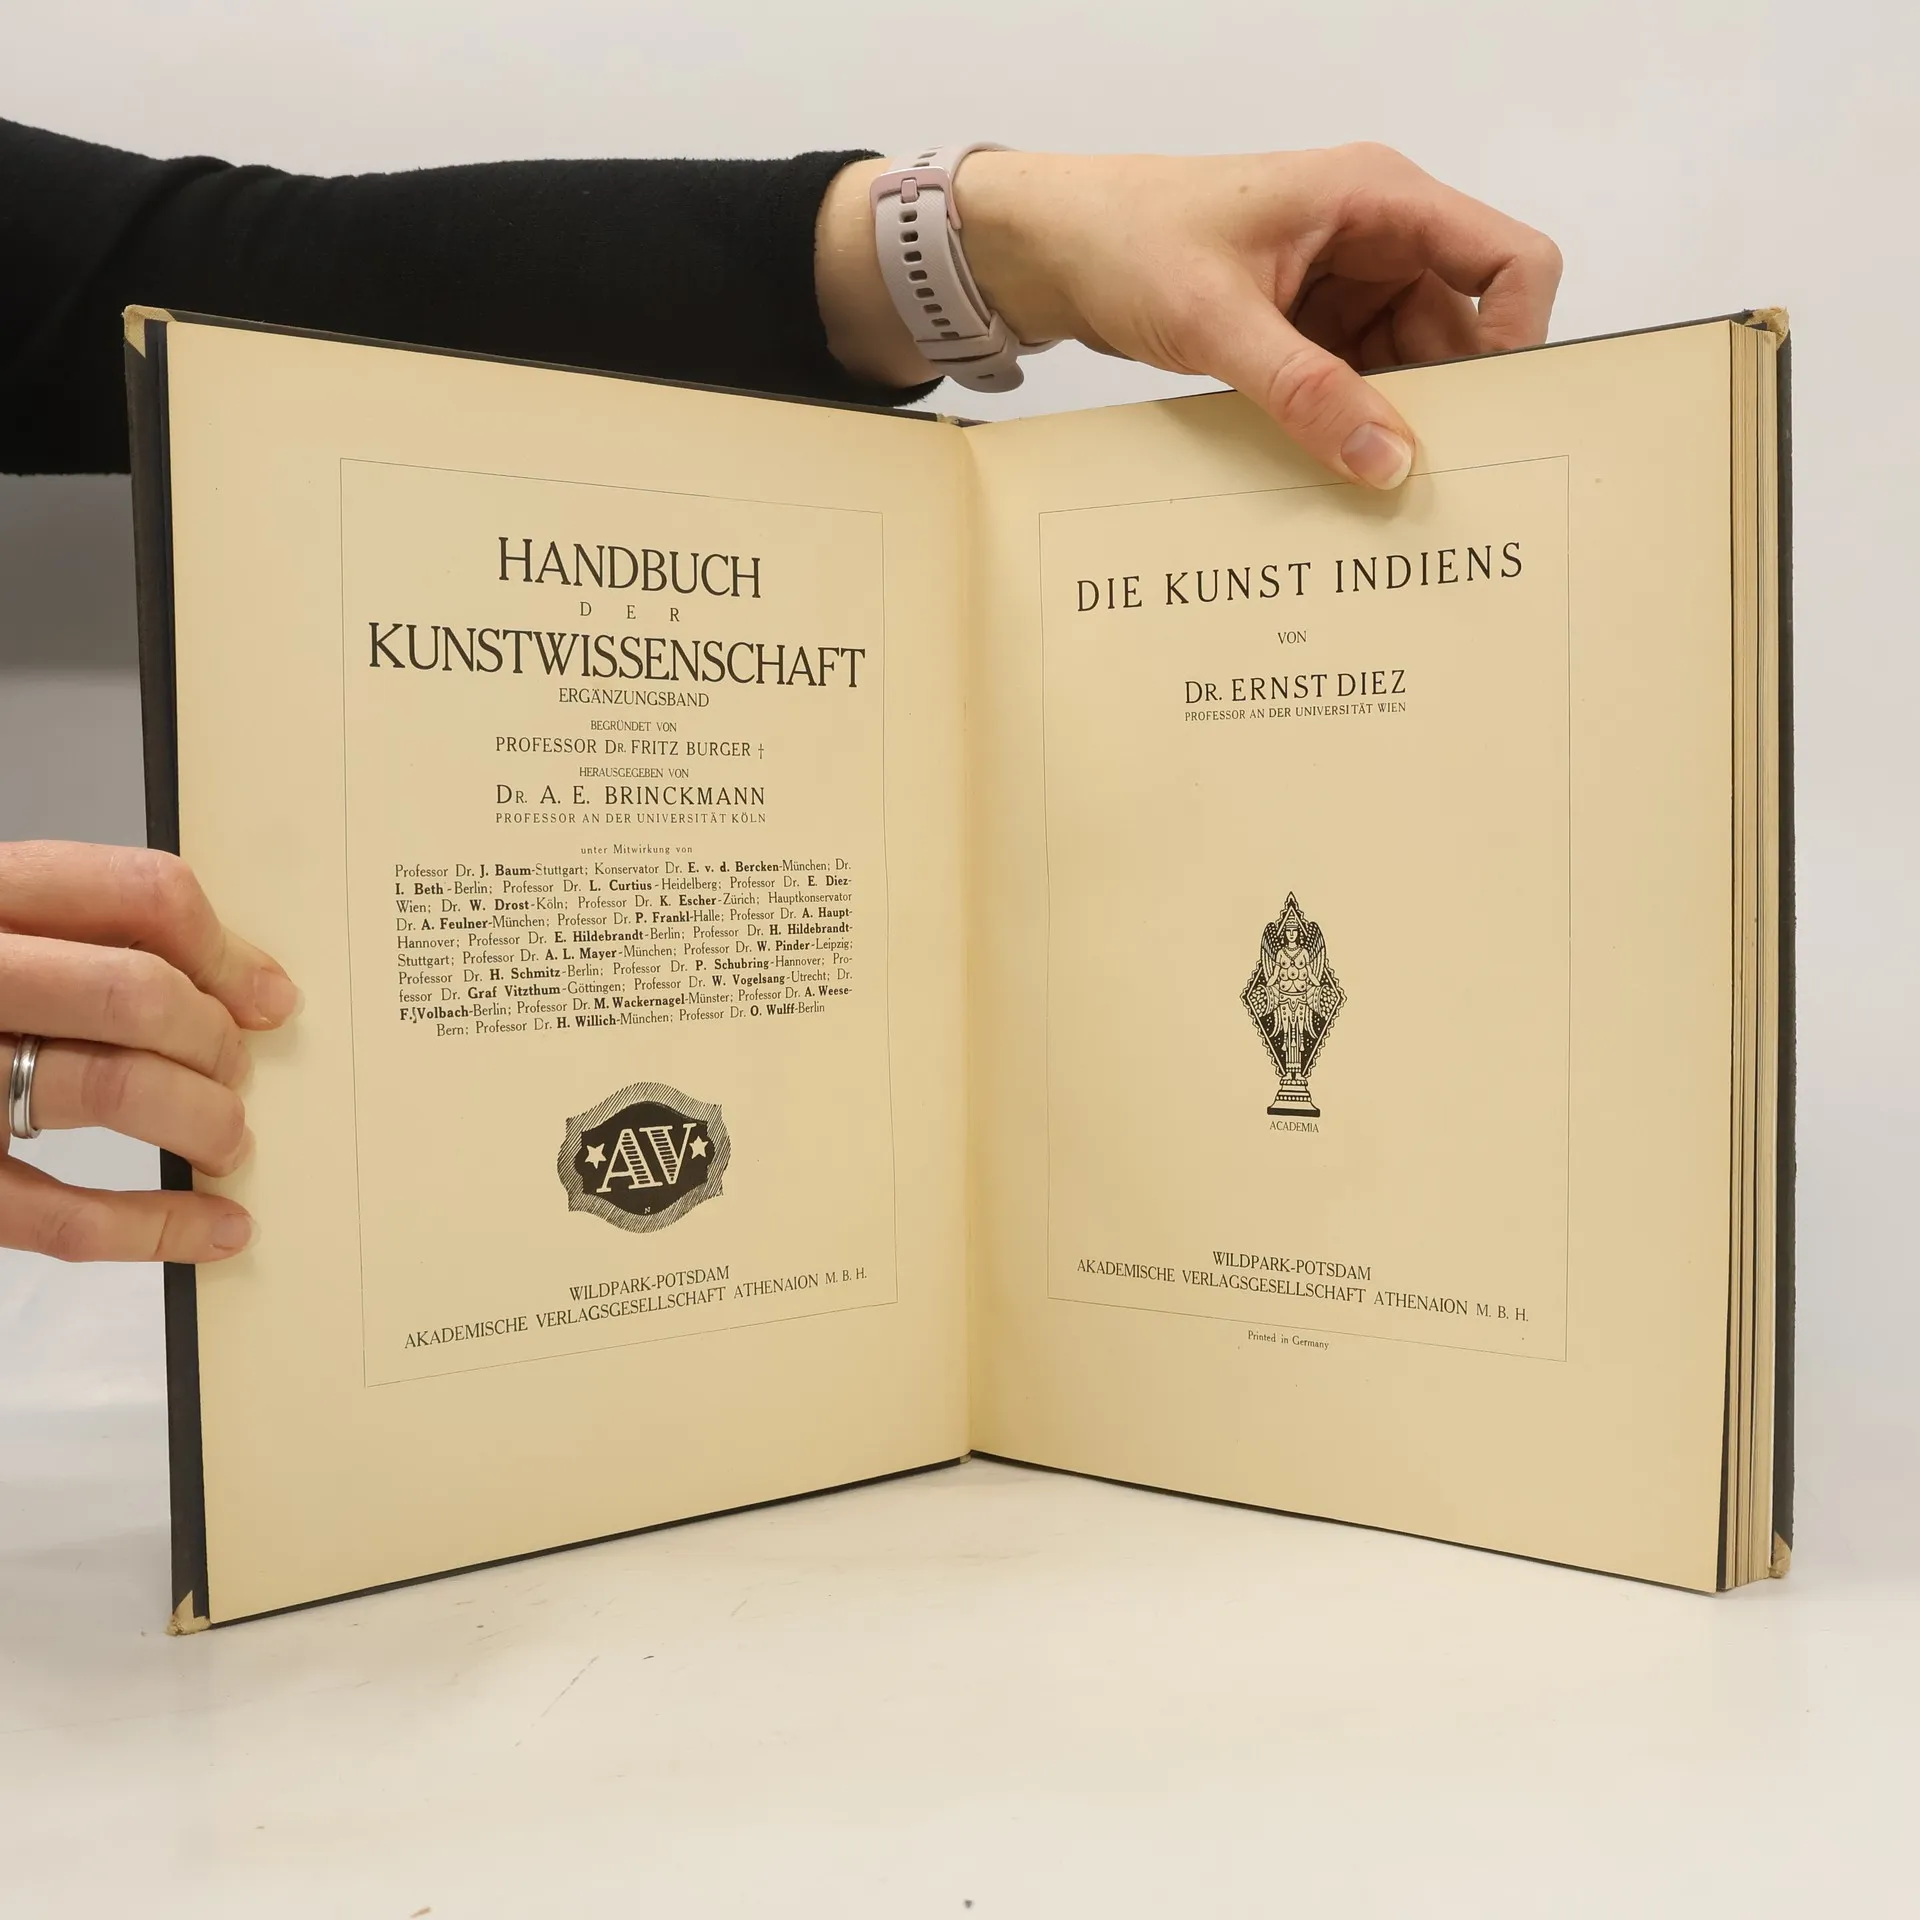 HANDBUCH
DER
KUNSTWISSENSCHAFT
ERGÄNZUNGSBAND
BEGRÜNDET VON
PROFESSOR DR. FRITZ BURGER †
HERAUSGEGEBEN VON
DR. A. E. BRINCKMANN
PROFESSOR AN DER UNIVERSITÄT KÖLN
unter Mitwirkung von
Professor Dr. J. Baum-Stuttgart; Konservator Dr. E. v. d. Bercken-München; Dr.
I. Beth-Berlin; Professor Dr. L. Curtius-Heidelberg; Professor Dr. E. Diez-
Wien; Dr. W. Drost-Köln; Professor Dr. K. Escher-Zürich; Hauptkonservator
Dr. A. Feulner-München; Professor Dr. P. Frankl-Halle; Professor Dr. A. Haupt-
Hannover; Professor Dr. E. Hildebrandt-Berlin; Professor Dr. H. Hildebrandt-
Stuttgart; Professor Dr. A. L. Mayer-München; Professor Dr. W. Pinder-Leipzig;
Professor Dr. H. Schmitz-Berlin; Professor Dr. P. Schubring-Hannover; Pro-
fessor Dr. Graf Vitzthum-Göttingen; Professor Dr. W. Vogelsang-Utrecht; Dr.
F. Volbach-Berlin; Professor Dr. M. Wackernagel-Münster; Professor Dr. A. Weese-
Bern; Professor Dr. H. Willich-München; Professor Dr. O. Wulff-Berlin
AV
N
WILDPARK-POTSDAM
AKADEMISCHE VERLAGSGESELLSCHAFT ATHENAION M. B. H.
DIE KUNST INDIENS
VON
DR. ERNST DIEZ
PROFESSOR AN DER UNIVERSITÄT WIEN
ACADEMIA
WILDPARK-POTSDAM
AKADEMISCHE VERLAGSGESELLSCHAFT ATHENAION M. B. H.
Printed in Germany